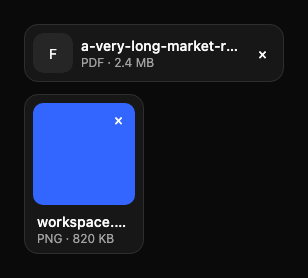 F
a-very-long-market-r...
PDF · 2.4 MB
×
×
workspace....
PNG · 820 KB